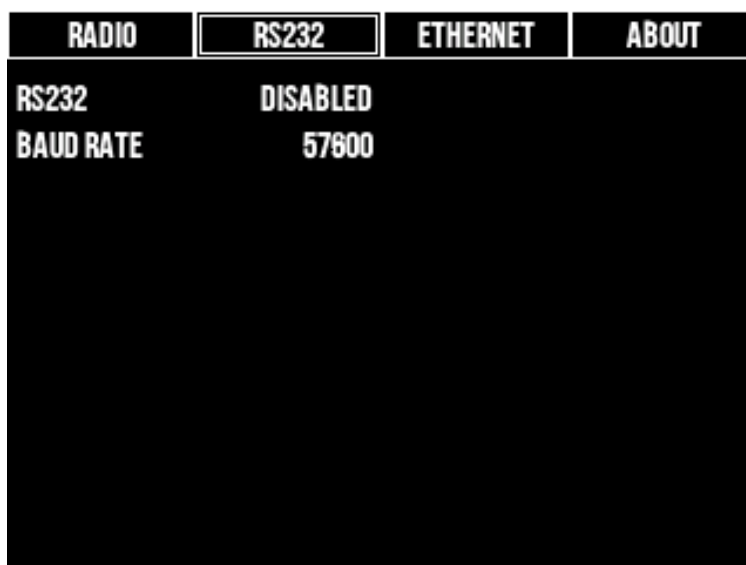 RADIO RS232 ETHERNET ABOUT
RS232 DISABLED
BAUD RATE 57600